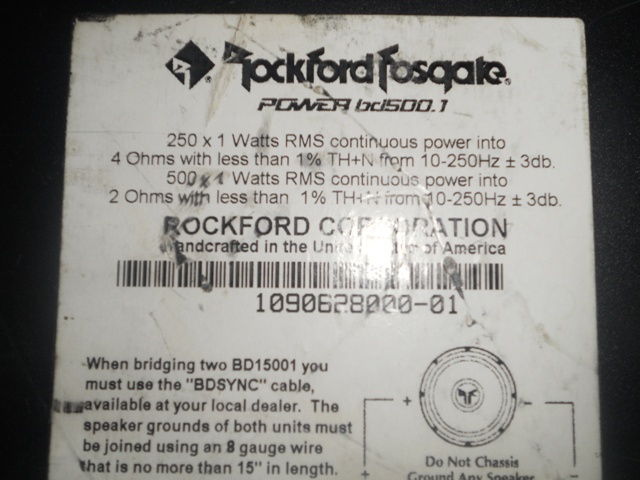 Rockford Fosgate
POWER bd500.1
250 x 1 Watts RMS continuous power into
4 Ohms with less than 1% TH+N from 10-250Hz ± 3db.
500 x 1 Watts RMS continuous power into
2 Ohms with less than 1% TH+N from 10-250Hz ± 3db.
ROCKFORD CORPORATION
Handcrafted in the United States of America
1090628000-01
When bridging two BD15001 you
must use the "BDSYNC" cable,
available at your local dealer. The
speaker grounds of both units must
be joined using an 8 gauge wire
that is no more than 15" in length.
+ –
Do Not Chassis
Ground Any Speaker
+